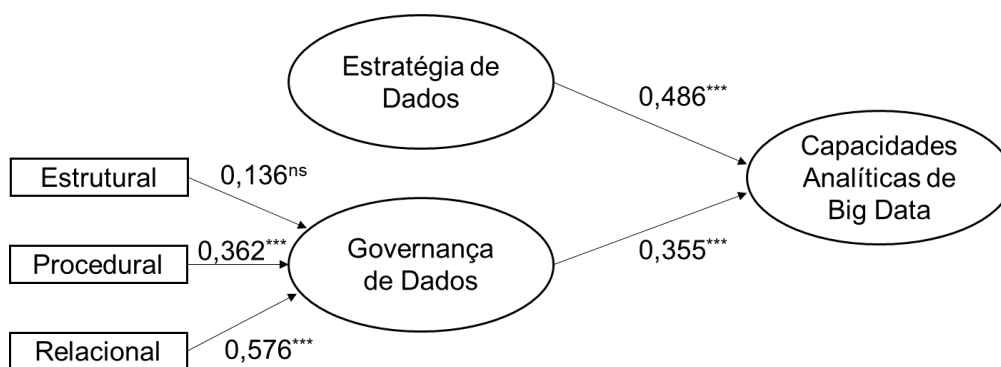 Estratégia de
Dados
0,486***
Capacidades
Analíticas de
Big Data
Estrutural
0,136ns
Procedural
0,362***
Governança
de Dados
0,355***
Relacional
0,576***